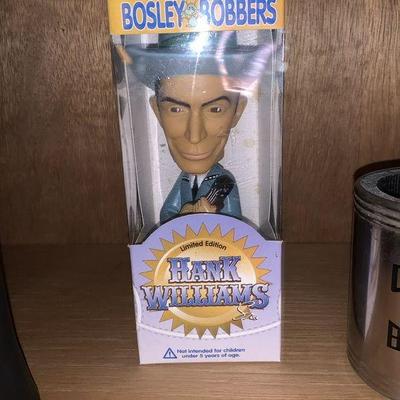 BOSLEY BOBBERS
Limited Edition
HANK
WILLIAMS
Not intended for children
under 5 years of age.